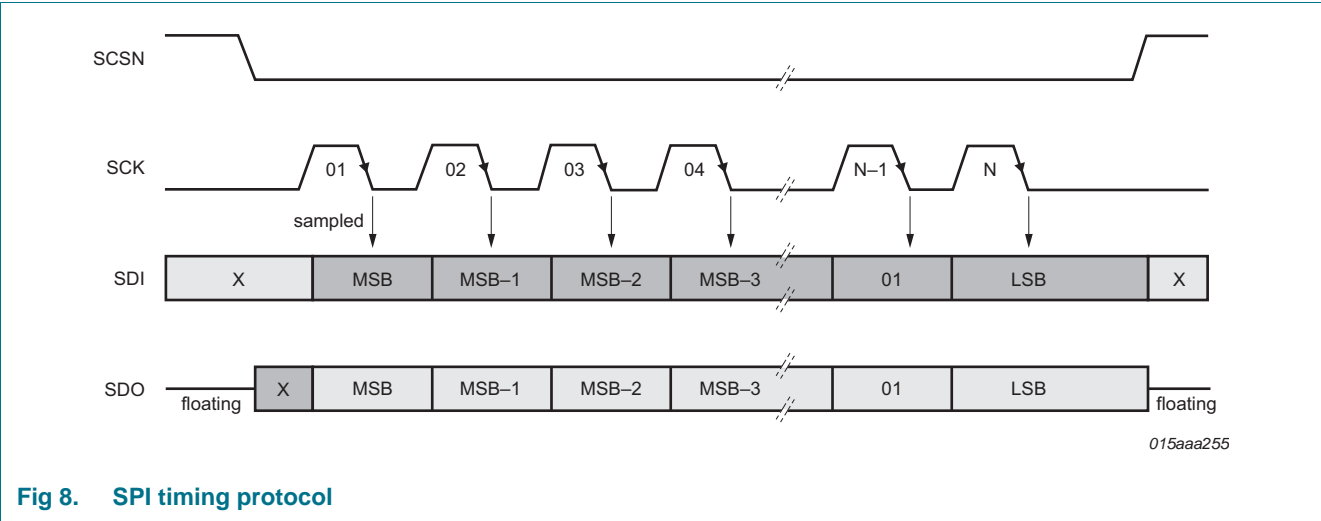 SCSN
SCK 01 02 03 04 N–1 N
sampled
SDI X MSB MSB–1 MSB–2 MSB–3 01 LSB X
SDO X MSB MSB–1 MSB–2 MSB–3 01 LSB
floating floating
015aaa255
Fig 8. SPI timing protocol